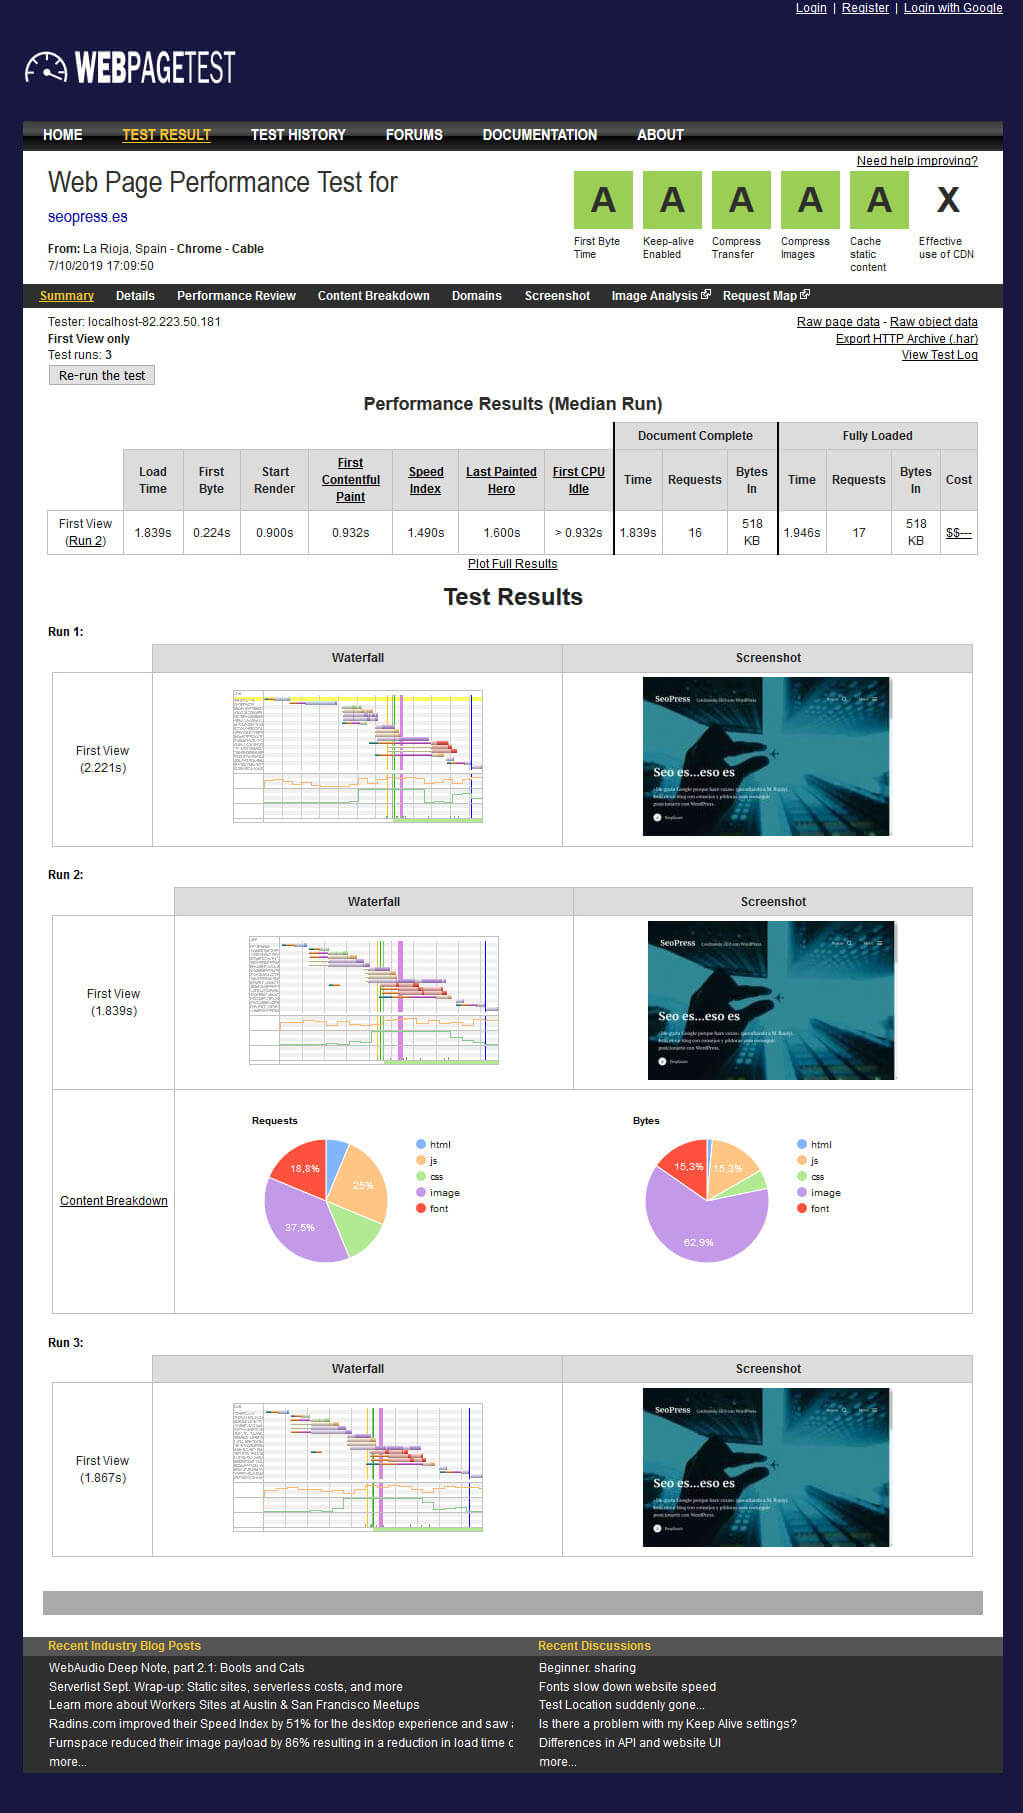 Login | Register | Login with Google
WEBPAGETEST
HOME TEST RESULT TEST HISTORY FORUMS DOCUMENTATION ABOUT
Need help improving?
Web Page Performance Test for
seopress.es
From: La Rioja, Spain - Chrome - Cable
7/10/2019 17:09:50
A A A A A X
First Byte Time
Keep-alive Enabled
Compress Transfer
Compress Images
Cache static content
Effective use of CDN
Summary Details Performance Review Content Breakdown Domains Screenshot Image Analysis Request Map
Tester: localhost-82.223.50.181
First View only
Test runs: 3
Re-run the test
Raw page data - Raw object data
Export HTTP Archive (.har)
View Test Log
Performance Results (Median Run)
Document Complete Fully Loaded
Load Time First Byte Start Render First Contentful Paint Speed Index Last Painted Hero First CPU Idle Time Requests Bytes In Time Requests Bytes In Cost
First View (Run 2) 1.839s 0.224s 0.900s 0.932s 1.490s 1.600s > 0.932s 1.839s 16 518 KB 1.946s 17 518 KB $$---
Plot Full Results
Test Results
Run 1:
Waterfall Screenshot
First View
(2.221s)
SeoPress
Seo es...eso es
Run 2:
Waterfall Screenshot
First View
(1.839s)
SeoPress
Seo es...eso es
Content Breakdown
Requests
18,8%
25%
37,5%
html
js
css
image
font
Bytes
15,3%
15,3%
62,9%
html
js
css
image
font
Run 3:
Waterfall Screenshot
First View
(1.867s)
SeoPress
Seo es...eso es
Recent Industry Blog Posts
WebAudio Deep Note, part 2.1: Boots and Cats
Serverlist Sept. Wrap-up: Static sites, serverless costs, and more
Learn more about Workers Sites at Austin & San Francisco Meetups
Radins.com improved their Speed Index by 51% for the desktop experience and saw
Furnspace reduced their image payload by 86% resulting in a reduction in load time
more...
Recent Discussions
Beginner. sharing
Fonts slow down website speed
Test Location suddenly gone...
Is there a problem with my Keep Alive settings?
Differences in API and website UI
more...